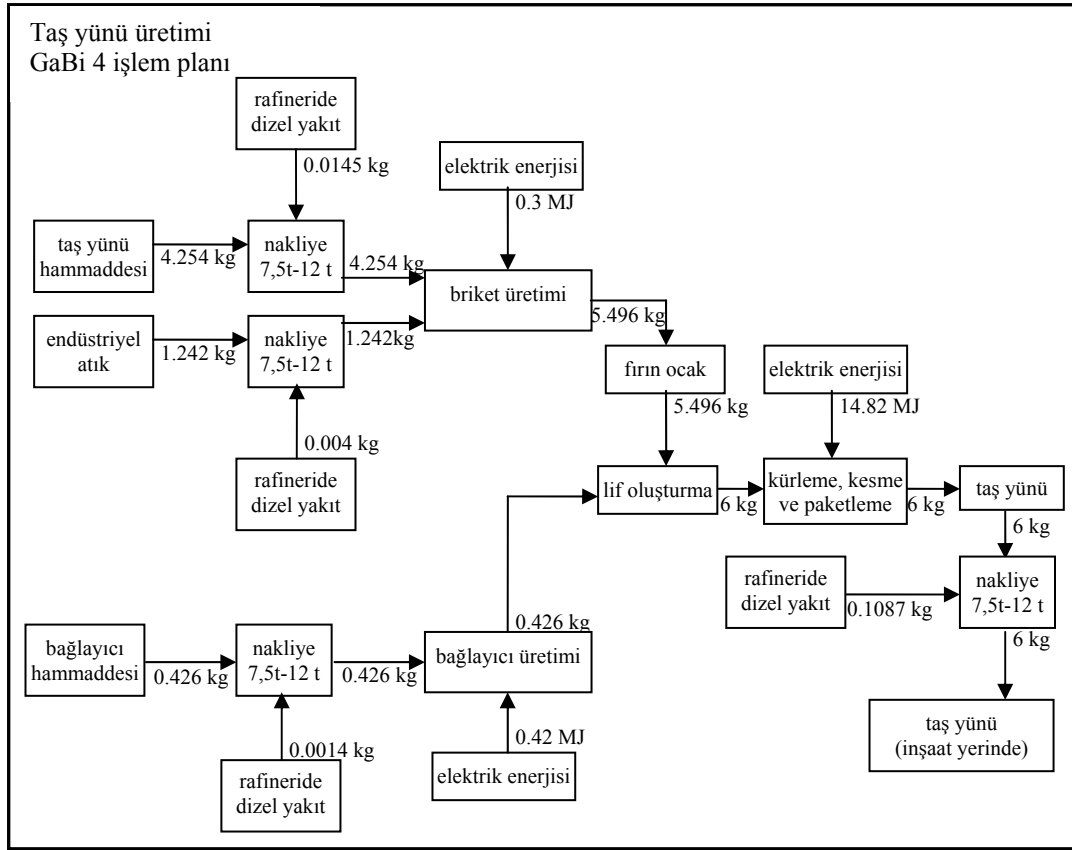 Taş yünü üretimi
GaBi 4 işlem planı
rafineride
dizel yakıt
0.0145 kg
elektrik enerjisi
0.3 MJ
taş yünü
hammaddesi
4.254 kg
nakliye
7,5t-12 t
4.254 kg
briket üretimi
5.496 kg
endüstriyel
atık
1.242 kg
nakliye
7,5t-12 t
1.242kg
0.004 kg
rafineride
dizel yakıt
fırın ocak
5.496 kg
elektrik enerjisi
14.82 MJ
lif oluşturma
6 kg
kürleme, kesme
ve paketleme
6 kg
taş yünü
6 kg
rafineride
dizel yakıt
0.1087 kg
nakliye
7,5t-12 t
6 kg
taş yünü
(inşaat yerinde)
bağlayıcı
hammaddesi
0.426 kg
nakliye
7,5t-12 t
0.426 kg
bağlayıcı üretimi
0.426 kg
0.0014 kg
rafineride
dizel yakıt
0.42 MJ
elektrik enerjisi